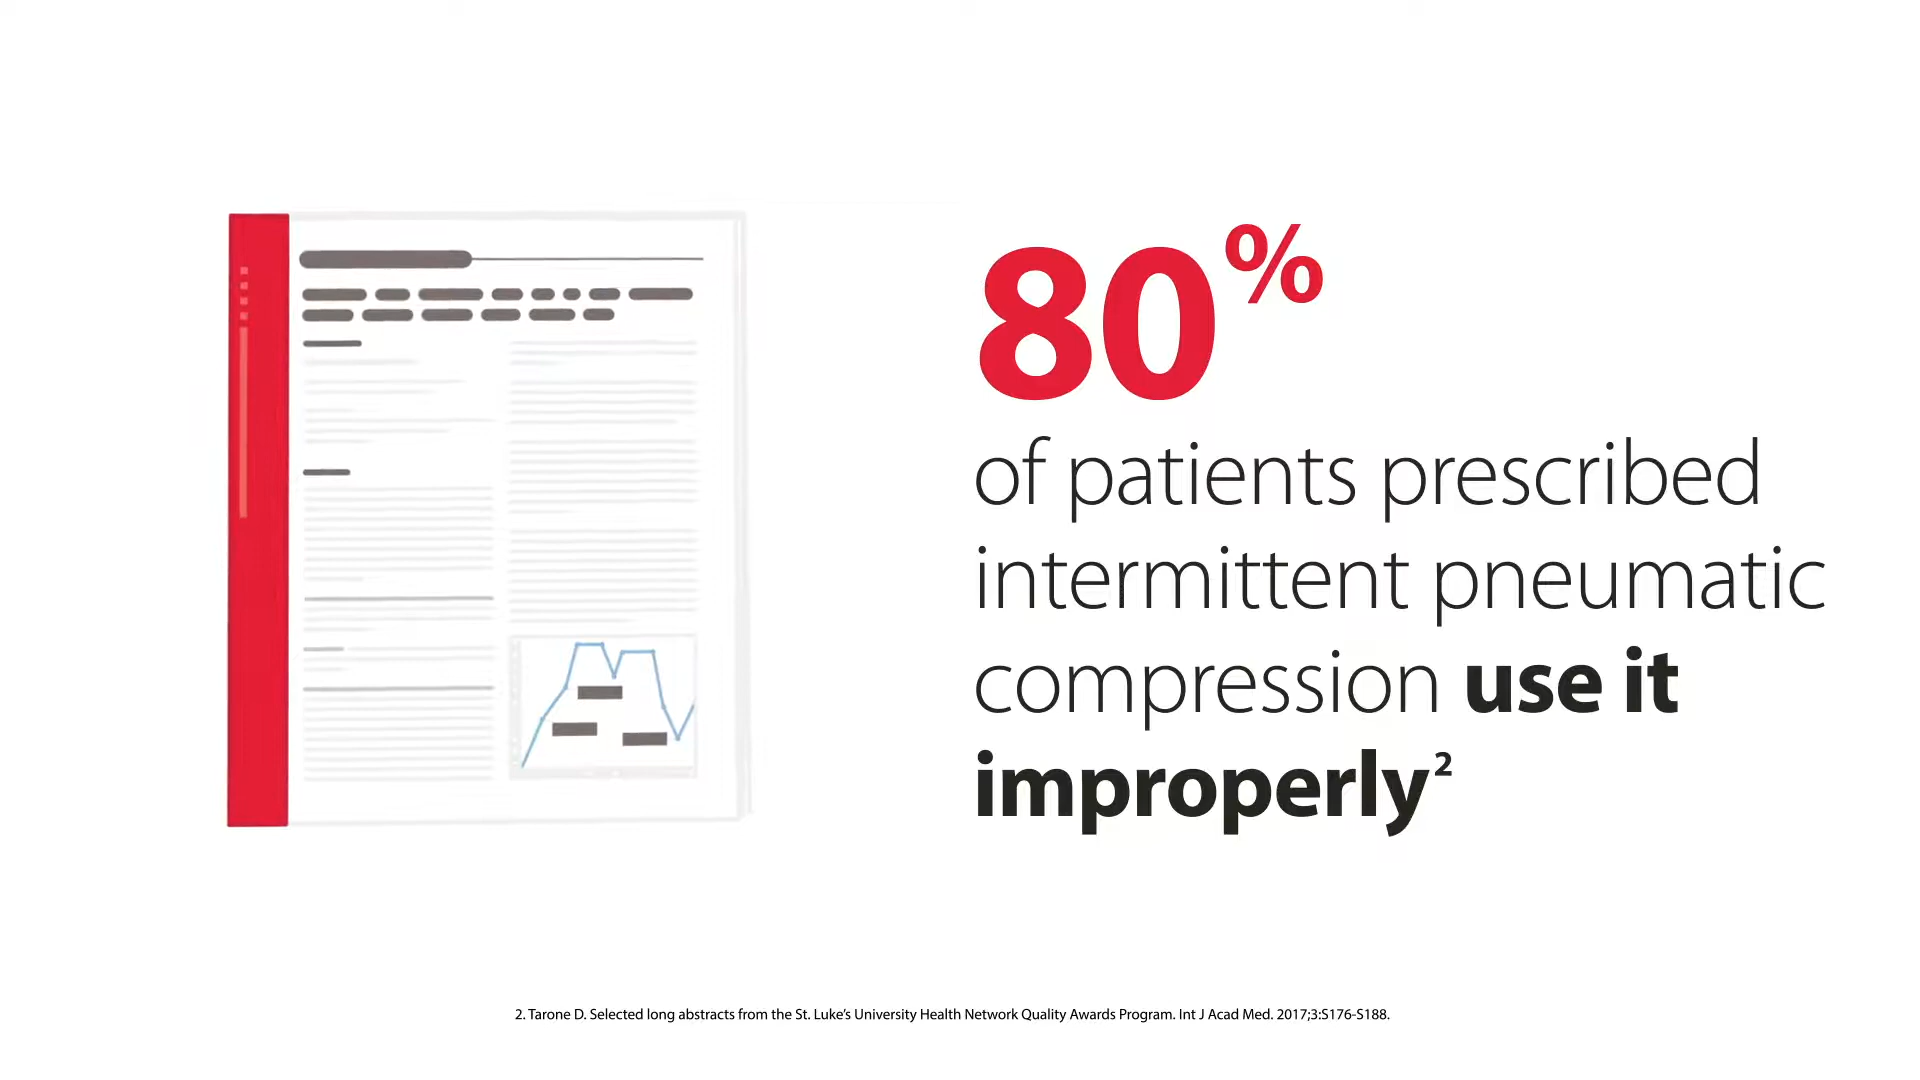 80%
of patients prescribed
intermittent pneumatic
compression use it
improperly²
2. Tarone D. Selected long abstracts from the St. Luke’s University Health Network Quality Awards Program. Int J Acad Med. 2017;3:S176-S188.